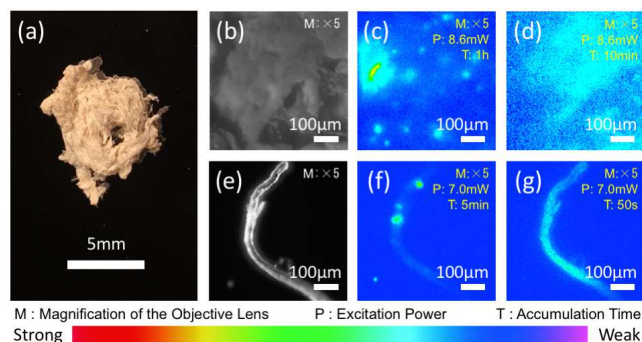 (a)
5mm
(b)
M: ×5
100μm
(c)
M: ×5
P: 8.6mW
T: 1h
100μm
(d)
M: ×5
P: 8.6mW
T: 10min
100μm
(e)
M: ×5
100μm
(f)
M: ×5
P: 7.0mW
T: 5min
100μm
(g)
M: ×5
P: 7.0mW
T: 50s
100μm
M : Magnification of the Objective Lens P : Excitation Power T : Accumulation Time
Strong Weak